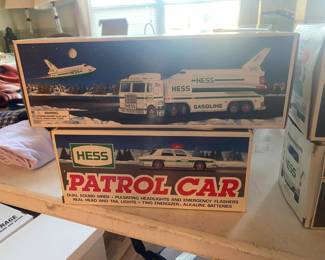 HESS
HESS
GASOLINE
HESS
PATROL CAR
DUAL SOUND SIREN • PULSATING HEADLIGHTS AND EMERGENCY FLASHERS
REAL HEAD AND TAIL LIGHTS • TWO ENERGIZER® ALKALINE BATTERIES